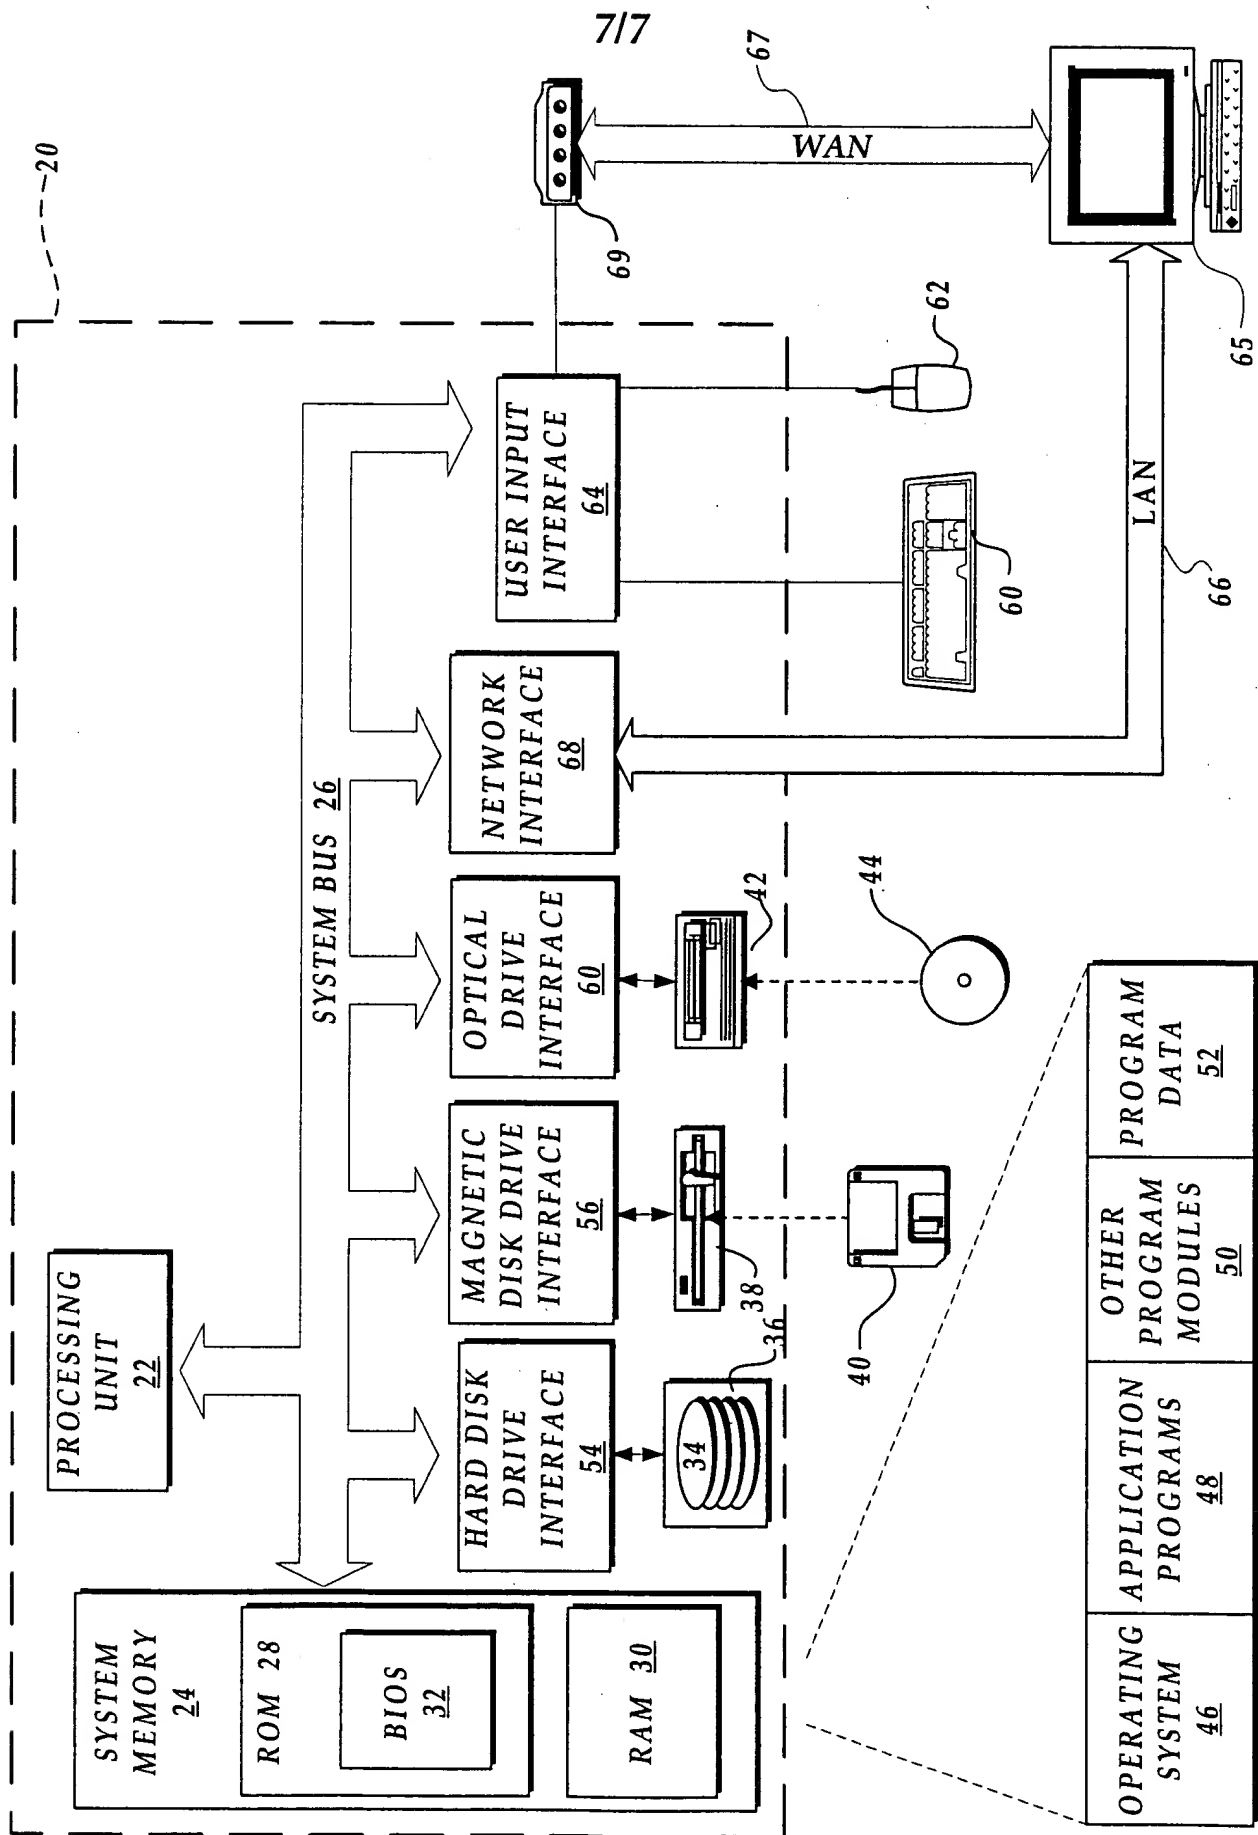 7/7
20
PROCESSING
UNIT
22
SYSTEM
MEMORY
24
ROM 28
BIOS
32
RAM 30
SYSTEM BUS 26
HARD DISK
DRIVE
INTERFACE
54
MAGNETIC
DISK DRIVE
INTERFACE
56
OPTICAL
DRIVE
INTERFACE
60
NETWORK
INTERFACE
68
USER INPUT
INTERFACE
64
34
36
38
42
40
44
60
62
69
WAN
67
LAN
66
65
OPERATING
SYSTEM
46
APPLICATION
PROGRAMS
48
OTHER
PROGRAM
MODULES
50
PROGRAM
DATA
52